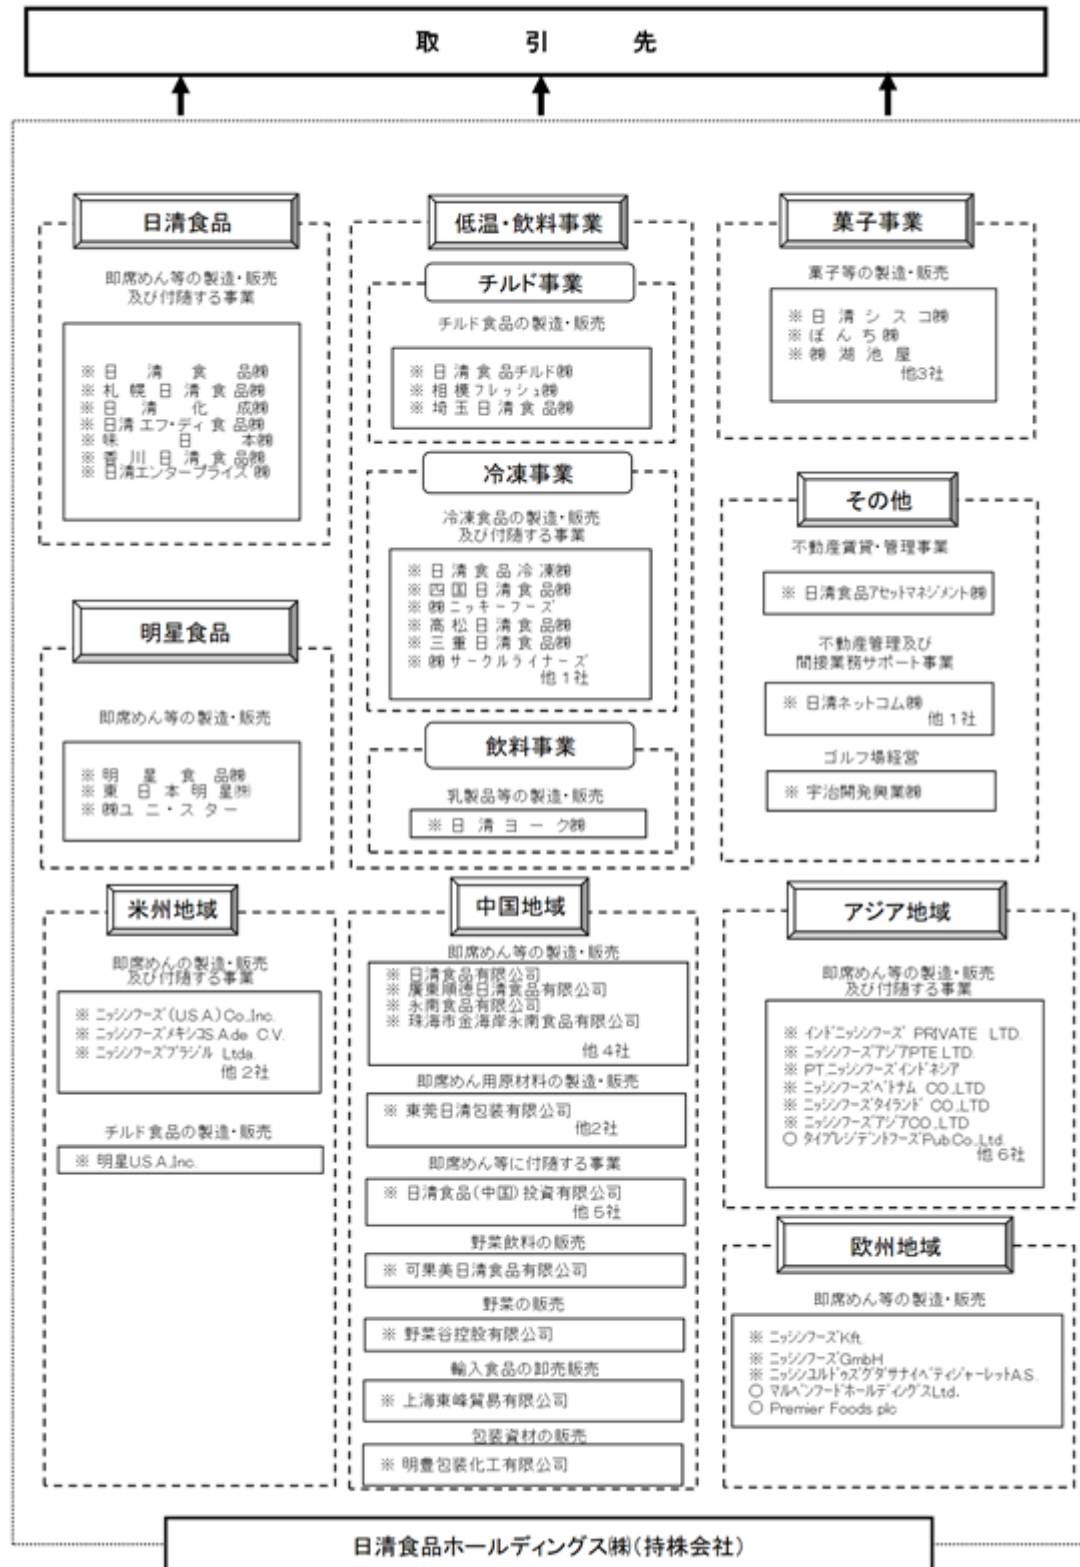 取引先
日清食品
即席めん等の製造・販売
及び付随する事業
※ 日清食品㈱
※ 札幌日清食品㈱
※ 日清化成㈱
※ 日清エフ・ディ食品㈱
※ 味日本㈱
※ 香川日清食品㈱
※ 日清エンタープライズ㈱
明星食品
即席めん等の製造・販売
※ 明星食品㈱
※ 東日本明星㈱
※ ㈱ユニ・スター
低温・飲料事業
チルド事業
チルド食品の製造・販売
※ 日清食品チルド㈱
※ 相模フレッシュ㈱
※ 埼玉日清食品㈱
冷凍事業
冷凍食品の製造・販売
及び付随する事業
※ 日清食品冷凍㈱
※ 四国日清食品㈱
※ ㈱ニッキーフーズ
※ 高松日清食品㈱
※ 三重日清食品㈱
※ ㈱サークルライナーズ
他1社
飲料事業
乳製品等の製造・販売
※ 日清ヨーク㈱
菓子事業
菓子等の製造・販売
※ 日清シスコ㈱
※ ぼんち㈱
※ ㈱湖池屋
他3社
その他
不動産賃貸・管理事業
※ 日清食品アセットマネジメント㈱
不動産管理及び
間接業務サポート事業
※ 日清ネットコム㈱
他1社
ゴルフ場経営
※ 宇治開発興業㈱
米州地域
即席めんの製造・販売
及び付随する事業
※ ニッシンフーズ(U.S.A.)Co.,Inc.
※ ニッシンフーズメキシコS.A.de C.V.
※ ニッシンフーズブラジル Ltda.
他2社
チルド食品の製造・販売
※ 明星U.S.A.,Inc.
中国地域
即席めん等の製造・販売
※ 日清食品有限公司
※ 廣東順徳日清食品有限公司
※ 永南食品有限公司
※ 珠海市金海岸永南食品有限公司
他4社
即席めん用原材料の製造・販売
※ 東莞日清包装有限公司
他2社
即席めん等に付随する事業
※ 日清食品(中国)投資有限公司
他5社
野菜飲料の販売
※ 可果美日清食品有限公司
野菜の販売
※ 野菜谷控股有限公司
輸入食品の卸売販売
※ 上海東峰貿易有限公司
包装資材の販売
※ 明豊包装化工有限公司
アジア地域
即席めん等の製造・販売
及び付随する事業
※ インドニッシンフーズ PRIVATE LTD.
※ ニッシンフーズアジアPTE.LTD.
※ PT.ニッシンフーズインドネシア
※ ニッシンフーズベトナム CO.,LTD
※ ニッシンフーズタイランド CO.,LTD
※ ニッシンフーズアジアCO.,LTD
○ タイプレジデントフーズPub.Co.,Ltd.
他6社
欧州地域
即席めん等の製造・販売
※ ニッシンフーズKft.
※ ニッシンフーズGmbH
※ ニッシンユルドゥズグダサナイベティジャーレットA.S.
○ マルベンフードホールディングスLtd.
○ Premier Foods plc
日清食品ホールディングス㈱(持株会社)